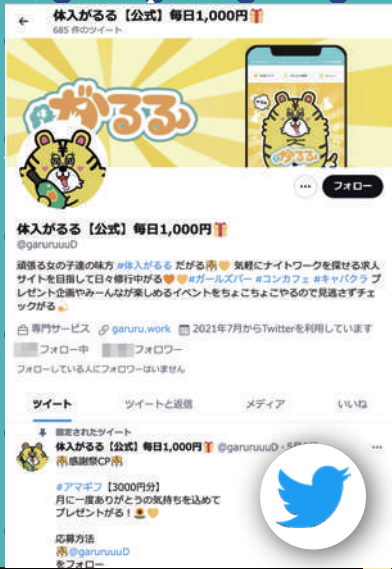 体入がるる【公式】毎日1,000円🎁
685 件のツイート
体入
がるる
がるる
フォロー
体入がるる【公式】毎日1,000円🎁
@garuruuuD
頑張る女の子達の味方 #体入がるる だがる🐯💛 気軽にナイトワークを探せる求人
サイトを目指して日々修行中がる🧡💛#ガールズバー #コンカフェ #キャバクラ プ
レゼント企画やみーんなが楽しめるイベントをちょこちょこやるので見逃さずチェ
ックがる💫
専門サービス garuru.work 2021年7月からTwitterを利用しています
フォロー中 フォロワー
フォローしている人にフォロワーはいません
ツイート ツイートと返信 メディア いいね
固定されたツイート
体入がるる【公式】毎日1,000円🎁 @garuruuuD
🐯感謝祭CP🐯
#アマギフ【3000円分】
月に一度ありがとうの気持ちを込めて
プレゼントがる！🌻💛
応募方法
🐯@garuruuuD
をフォロー